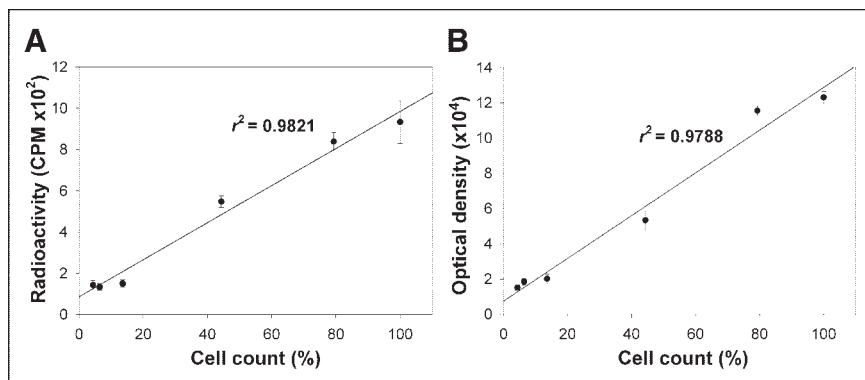 A
Radioactivity (CPM x10²)
12
10
8
6
4
2
0
r² = 0.9821
0 20 40 60 80 100
Cell count (%)
B
Optical density (x10⁴)
14
12
10
8
6
4
2
0
r² = 0.9788
0 20 40 60 80 100
Cell count (%)